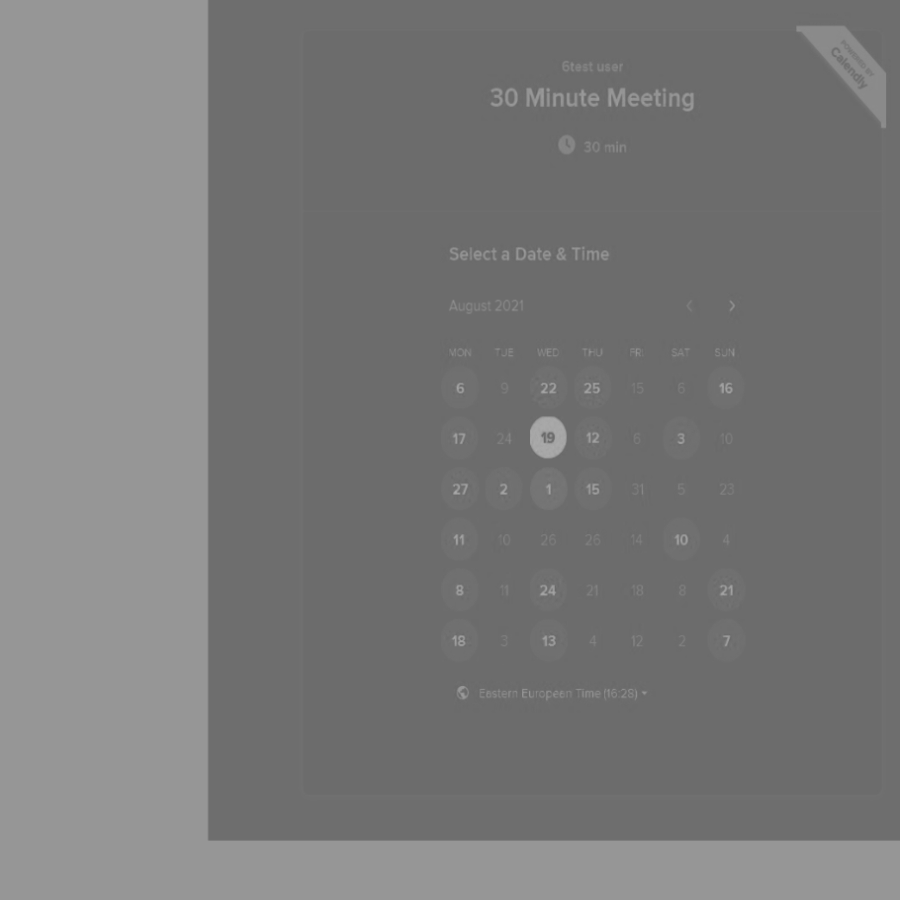 POWERED BY
Calendly
6test user
30 Minute Meeting
30 min
Select a Date & Time
August 2021
MON TUE WED THU FR SAT SUN
6 9 22 25 15 6 16
17 24 19 12 6 3 10
27 2 1 15 31 5 23
11 10 26 26 14 10 4
8 11 24 21 18 8 21
18 3 13 4 12 2 7
Eestern Europeen Time (16:28)